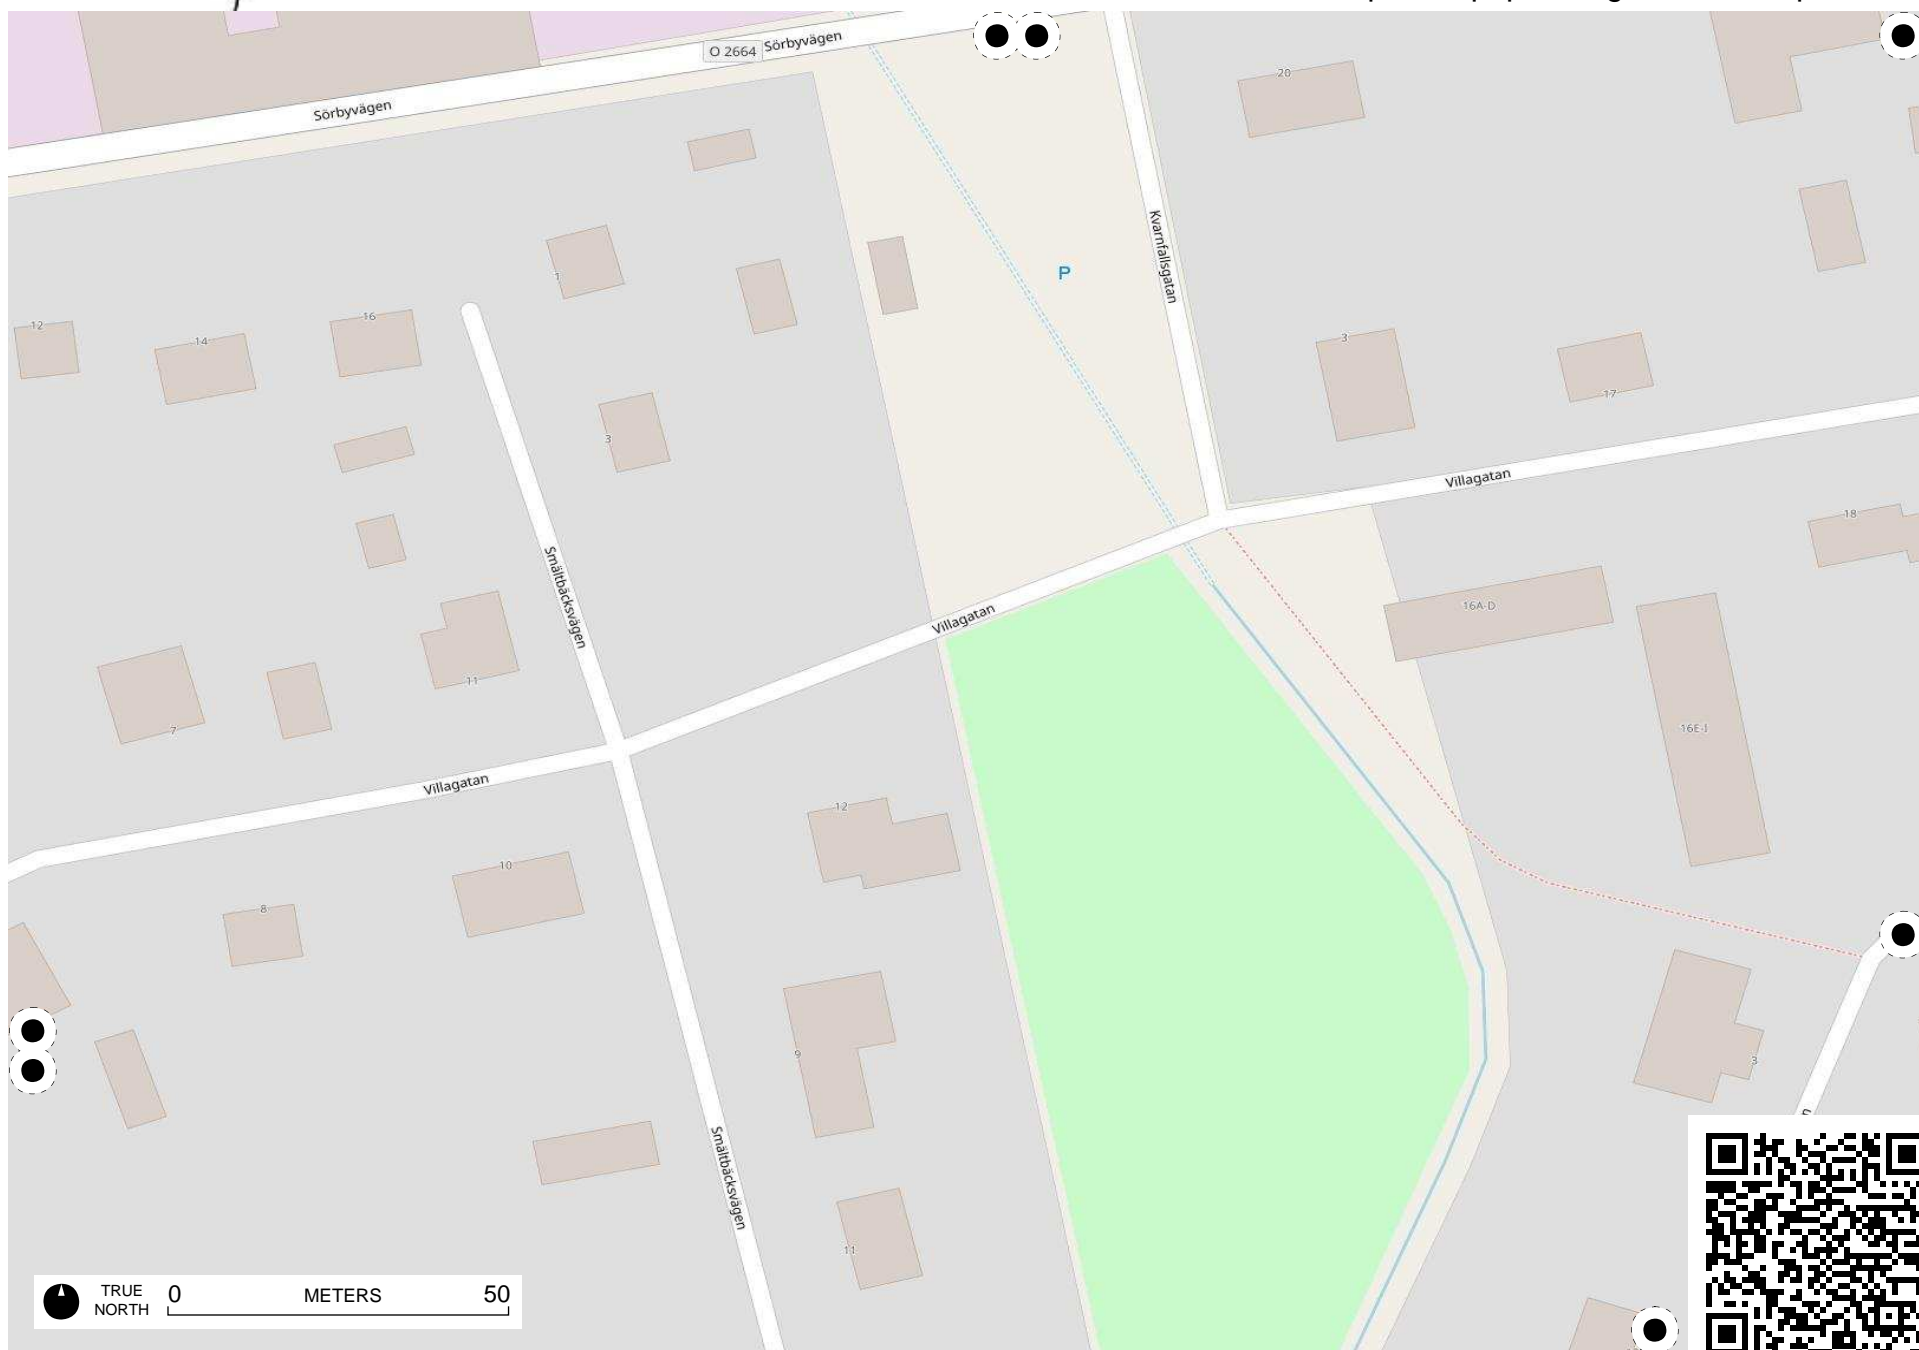 Sörbyvägen
O 2664
Sörbyvägen
20
Kvarnfallsgatan
P
1
12
14
16
3
3
17
Villagatan
18
Smältbäcksvägen
16A-D
Villagatan
11
7
16E-I
Villagatan
12
10
8
9
3
Smältbäcksvägen
11
TRUE NORTH
0 METERS 50